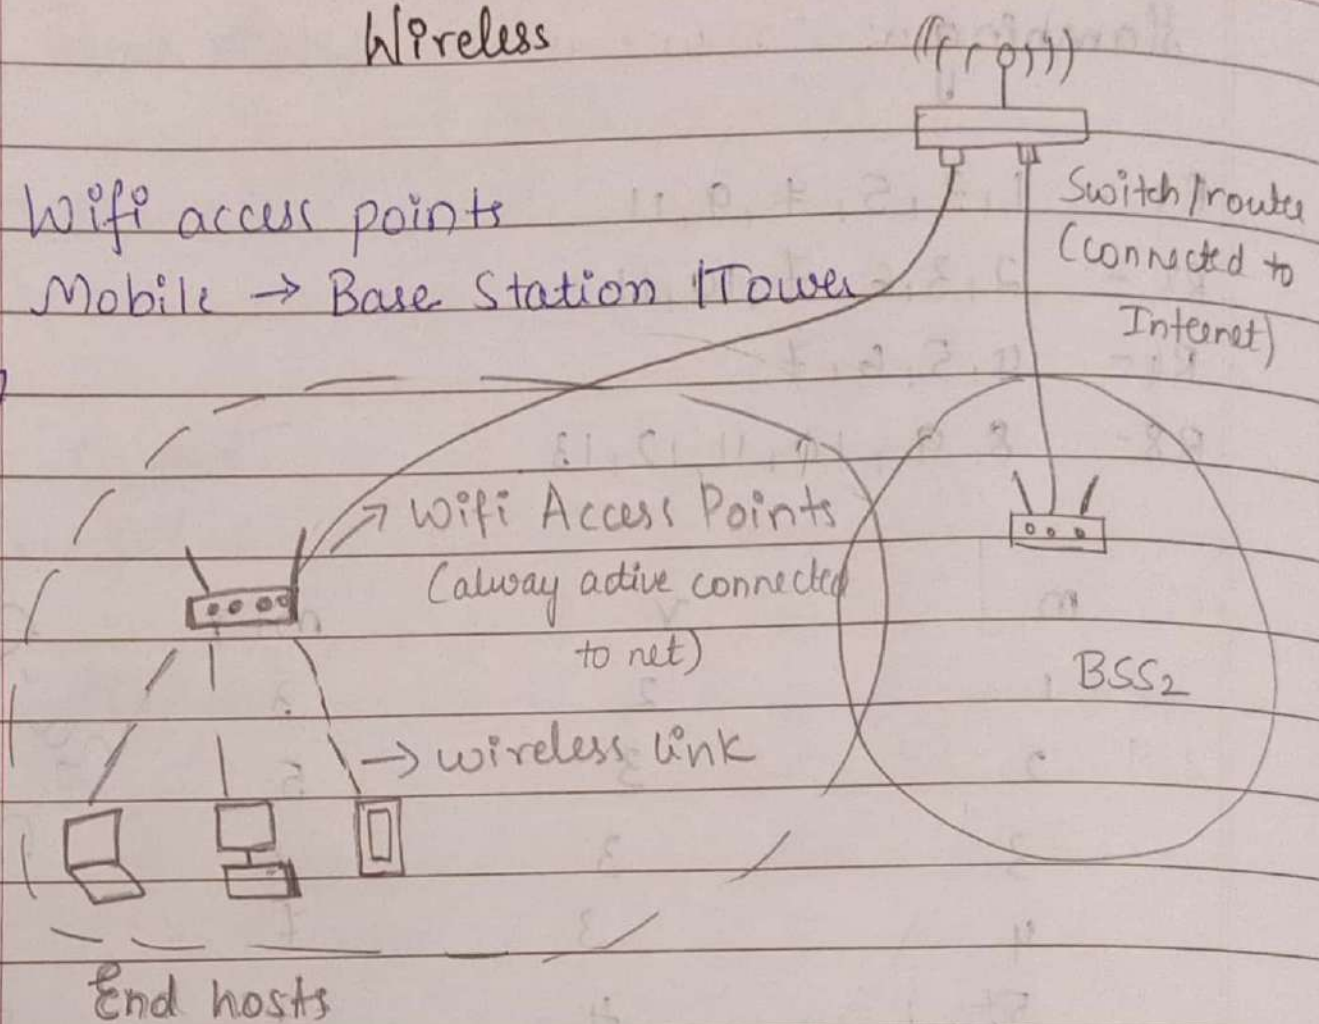 Wireless
Switch/router
(connected to
Internet)
Wifi access points
Mobile → Base Station/Tower
→ Wifi Access Points
(alway active connected
to net)
BSS₂
→ wireless link
End hosts